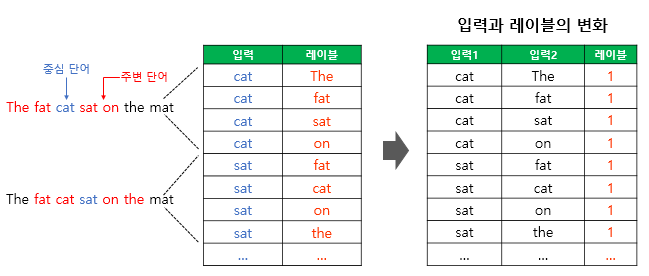 입력과 레이블의 변화
중심 단어
주변 단어
The fat cat sat on the mat
The fat cat sat on the mat
입력 레이블
cat The
cat fat
cat sat
cat on
sat fat
sat cat
sat on
sat the
... ...
입력1 입력2 레이블
cat The 1
cat fat 1
cat sat 1
cat on 1
sat fat 1
sat cat 1
sat on 1
sat the 1
... ... ...